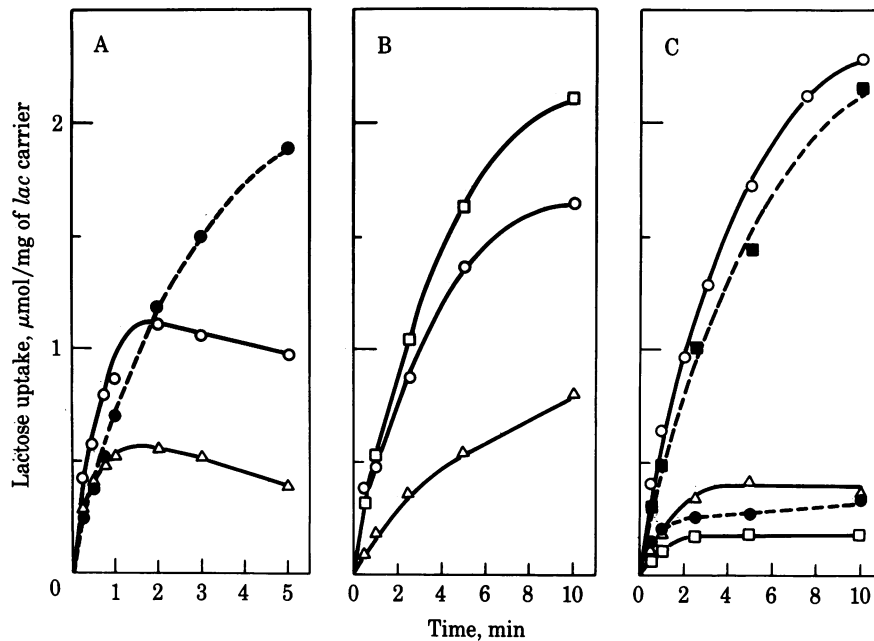 A
B
C
2
1
0
0 1 2 3 4 5
0 2 4 6 8 10
0 2 4 6 8 10
Lactose uptake, μmol/mg of lac carrier
Time, min